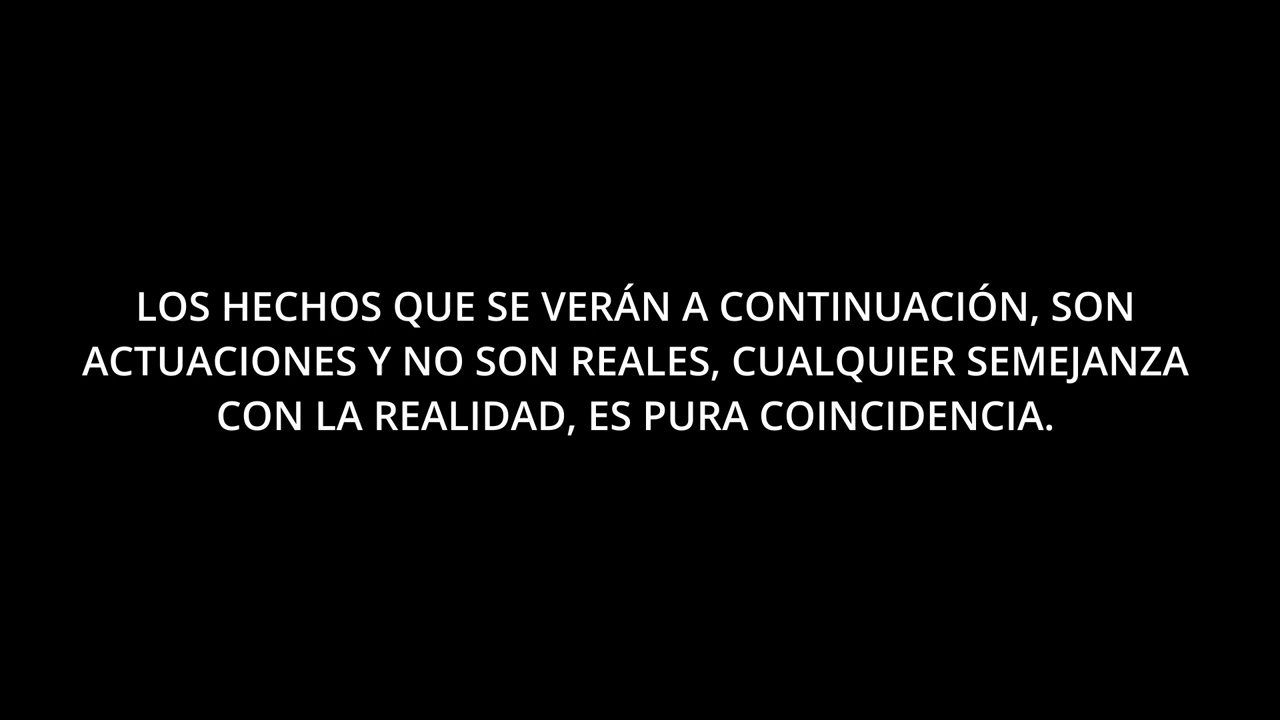 LOS HECHOS QUE SE VERÁN A CONTINUACIÓN, SON
ACTUACIONES Y NO SON REALES, CUALQUIER SEMEJANZA
CON LA REALIDAD, ES PURA COINCIDENCIA.